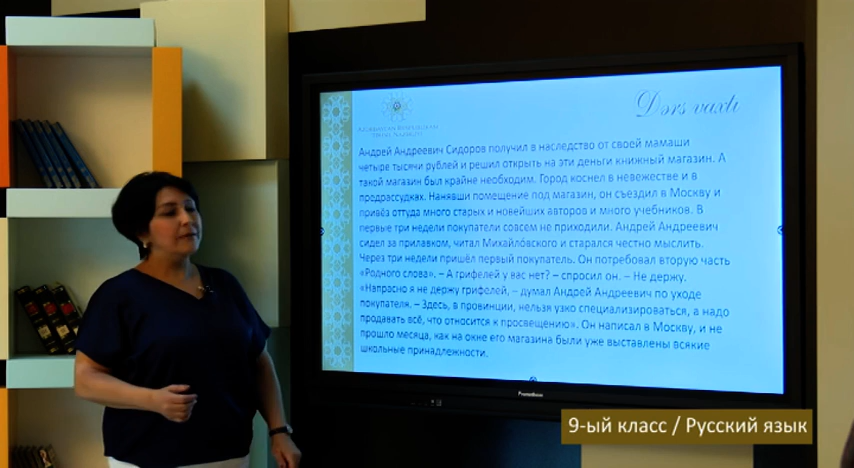 Dərs vaxtı
Андрей Андреевич Сидоров получил в наследство от своей мамаши
четыре тысячи рублей и решил открыть на эти деньги книжный магазин. А
такой магазин был крайне необходим. Город коснел в невежестве и в
предрассудках. Нанявши помещение под магазин, он съездил в Москву и
привёз оттуда много старых и новейших авторов и много учебников. В
первые три недели покупатели совсем не приходили. Андрей Андреевич
сидел за прилавком, читал Михайловского и старался честно мыслить.
Через три недели пришёл первый покупатель. Он потребовал вторую часть
«Родного слова». – А грифелей у вас нет? – спросил он. – Не держу.
«Напрасно я не держу грифелей, – думал Андрей Андреевич по уходе
покупателя. – Здесь, в провинции, нельзя узко специализироваться, а надо
продавать всё, что относится к просвещению». Он написал в Москву, и не
прошло месяца, как на окне его магазина были уже выставлены всякие
школьные принадлежности.
Promethean
9-ый класс / Русский язык